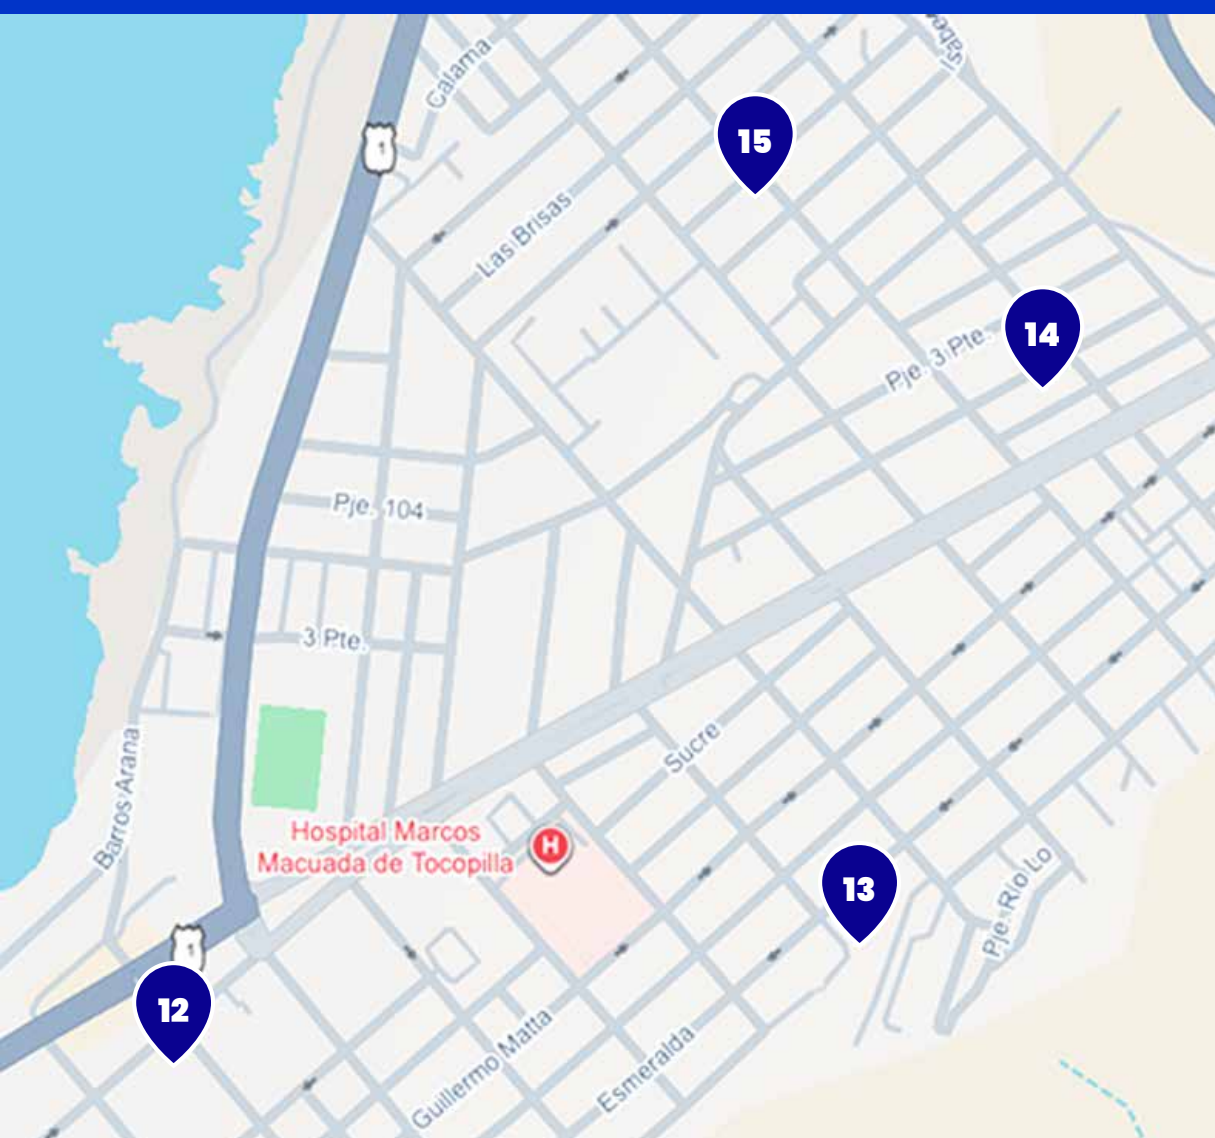 Calama
Isabel
1
15
Las Brisas
14
Pje. 3 Pte.
Pje. 104
3 Pte.
Barros Arana
Sucre
Hospital Marcos
Macuada de Tocopilla
H
13
Pje. Río Lo
1
12
Guillermo Matta
Esmeralda